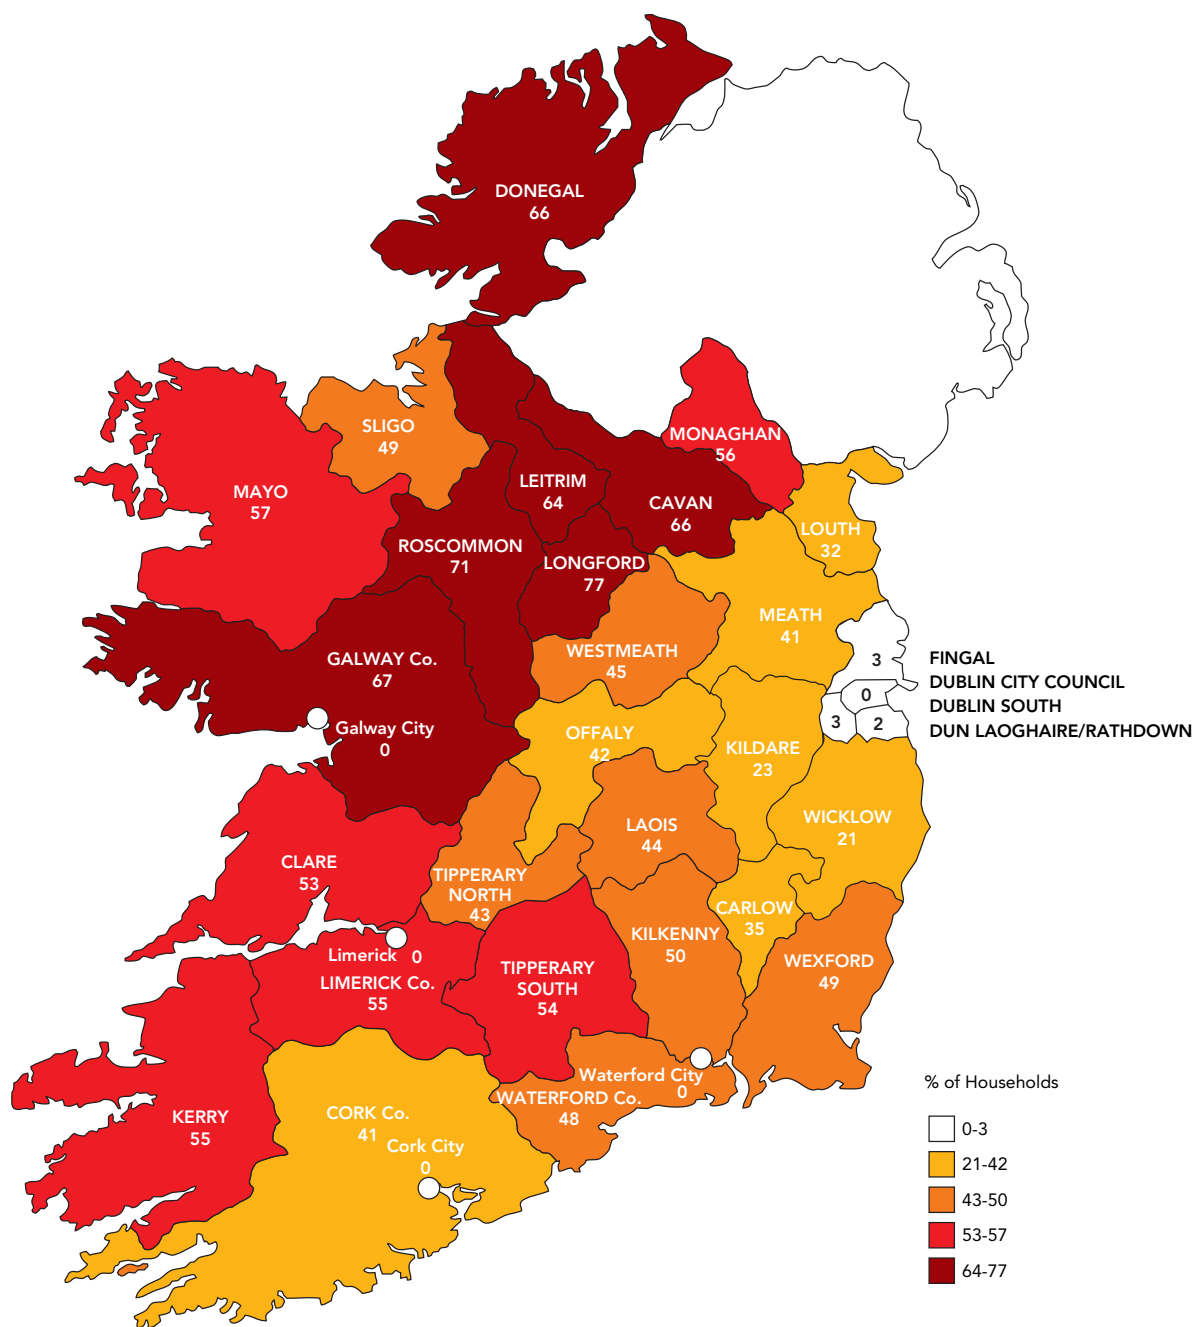 DONEGAL
66
SLIGO
49
MONAGHAN
56
MAYO
57
LEITRIM
64
CAVAN
66
LOUTH
32
ROSCOMMON
71
LONGFORD
77
MEATH
41
WESTMEATH
45
GALWAY Co.
67
3
FINGAL
0
DUBLIN CITY COUNCIL
3
DUBLIN SOUTH
2
DUN LAOGHAIRE/RATHDOWN
Galway City
0
OFFALY
42
KILDARE
23
WICKLOW
21
LAOIS
44
CLARE
53
TIPPERARY
NORTH
43
CARLOW
35
KILKENNY
50
WEXFORD
49
Limerick 0
LIMERICK Co.
55
TIPPERARY
SOUTH
54
Waterford City
0
WATERFORD Co.
48
KERRY
55
CORK Co.
41
Cork City
0
% of Households
0-3
21-42
43-50
53-57
64-77